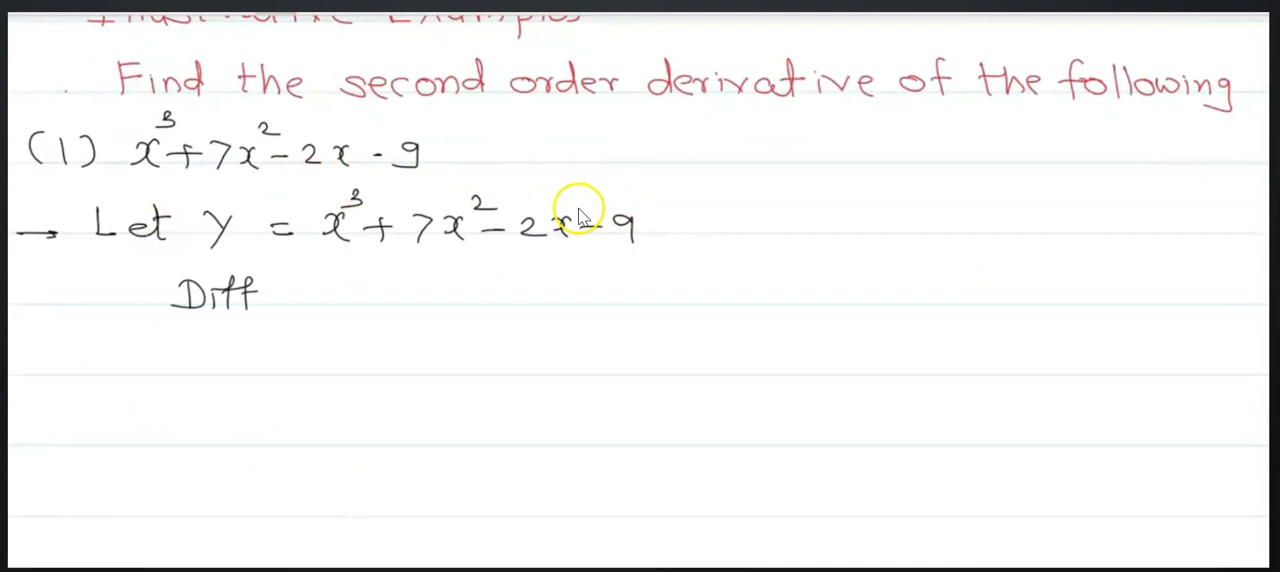 Find the second order derivative of the following
(1) x³+7x²-2x-9
→ Let y = x³+7x²-2x-9
Diff